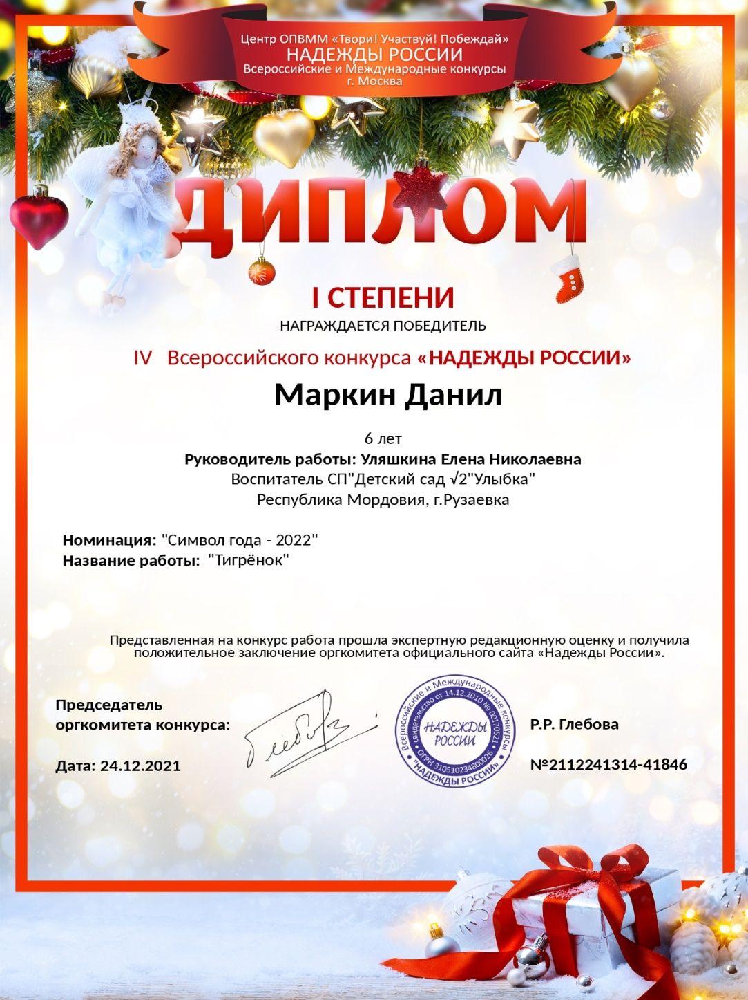 Центр ОПВММ «Твори! Участвуй! Побеждай»
НАДЕЖДЫ РОССИИ
Всероссийские и Международные конкурсы
г. Москва
ДИПЛОМ
I СТЕПЕНИ
НАГРАЖДАЕТСЯ ПОБЕДИТЕЛЬ
IV Всероссийского конкурса «НАДЕЖДЫ РОССИИ»
Маркин Данил
6 лет
Руководитель работы: Уляшкина Елена Николаевна
Воспитатель СП"Детский сад √2"Улыбка"
Республика Мордовия, г.Рузаевка
Номинация: "Символ года - 2022"
Название работы: "Тигрёнок"
Представленная на конкурс работа прошла экспертную редакционную оценку и получила
положительное заключение оргкомитета официального сайта «Надежды России».
Председатель
оргкомитета конкурса:
Р.Р. Глебова
Дата: 24.12.2021
№2112241314-41846
Всероссийские и Международные конкурсы
свидетельство от 14.12.2010 № 00170521
НАДЕЖДЫ
РОССИИ
ОГРН 310510234800026
"НАДЕЖДЫ РОССИИ"